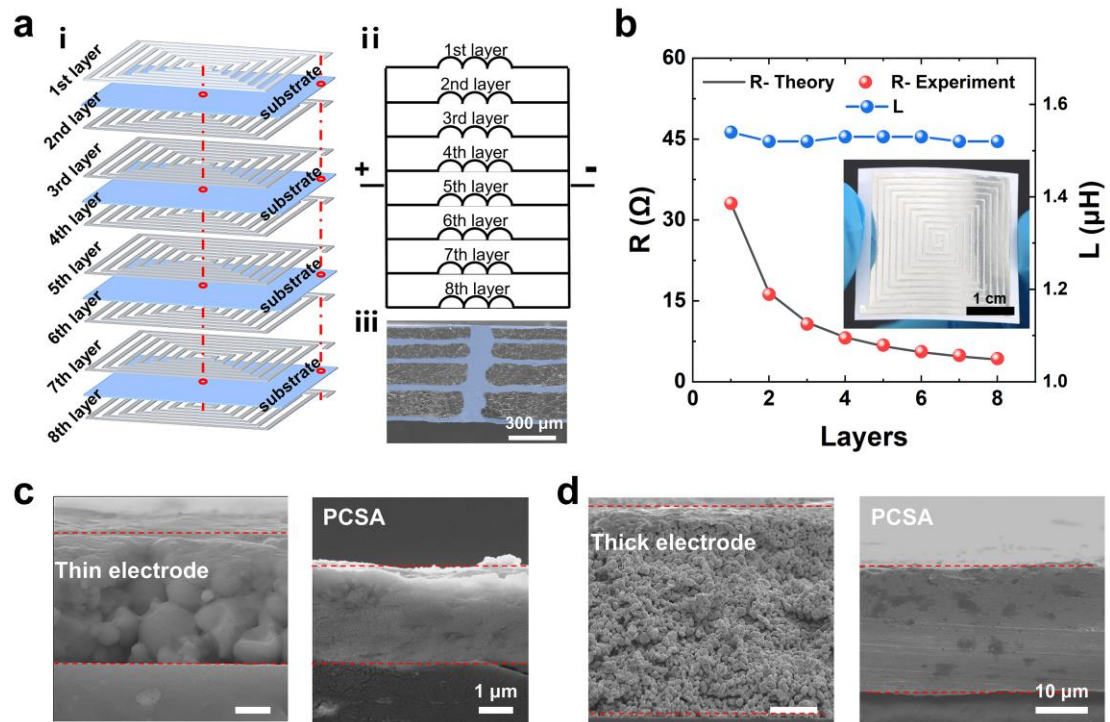 a
i
1st layer
2nd layer
3rd layer
4th layer
5th layer
6th layer
7th layer
8th layer
substrate
substrate
substrate
substrate
ii
1st layer
2nd layer
3rd layer
4th layer
5th layer
6th layer
7th layer
8th layer
+
-
iii
300 µm
b
60
45
30
15
0
R (Ω)
R- Theory
R- Experiment
L
1 cm
1.6
1.4
1.2
1.0
L (µH)
0 2 4 6 8
Layers
c
Thin electrode
PCSA
1 µm
d
Thick electrode
PCSA
10 µm